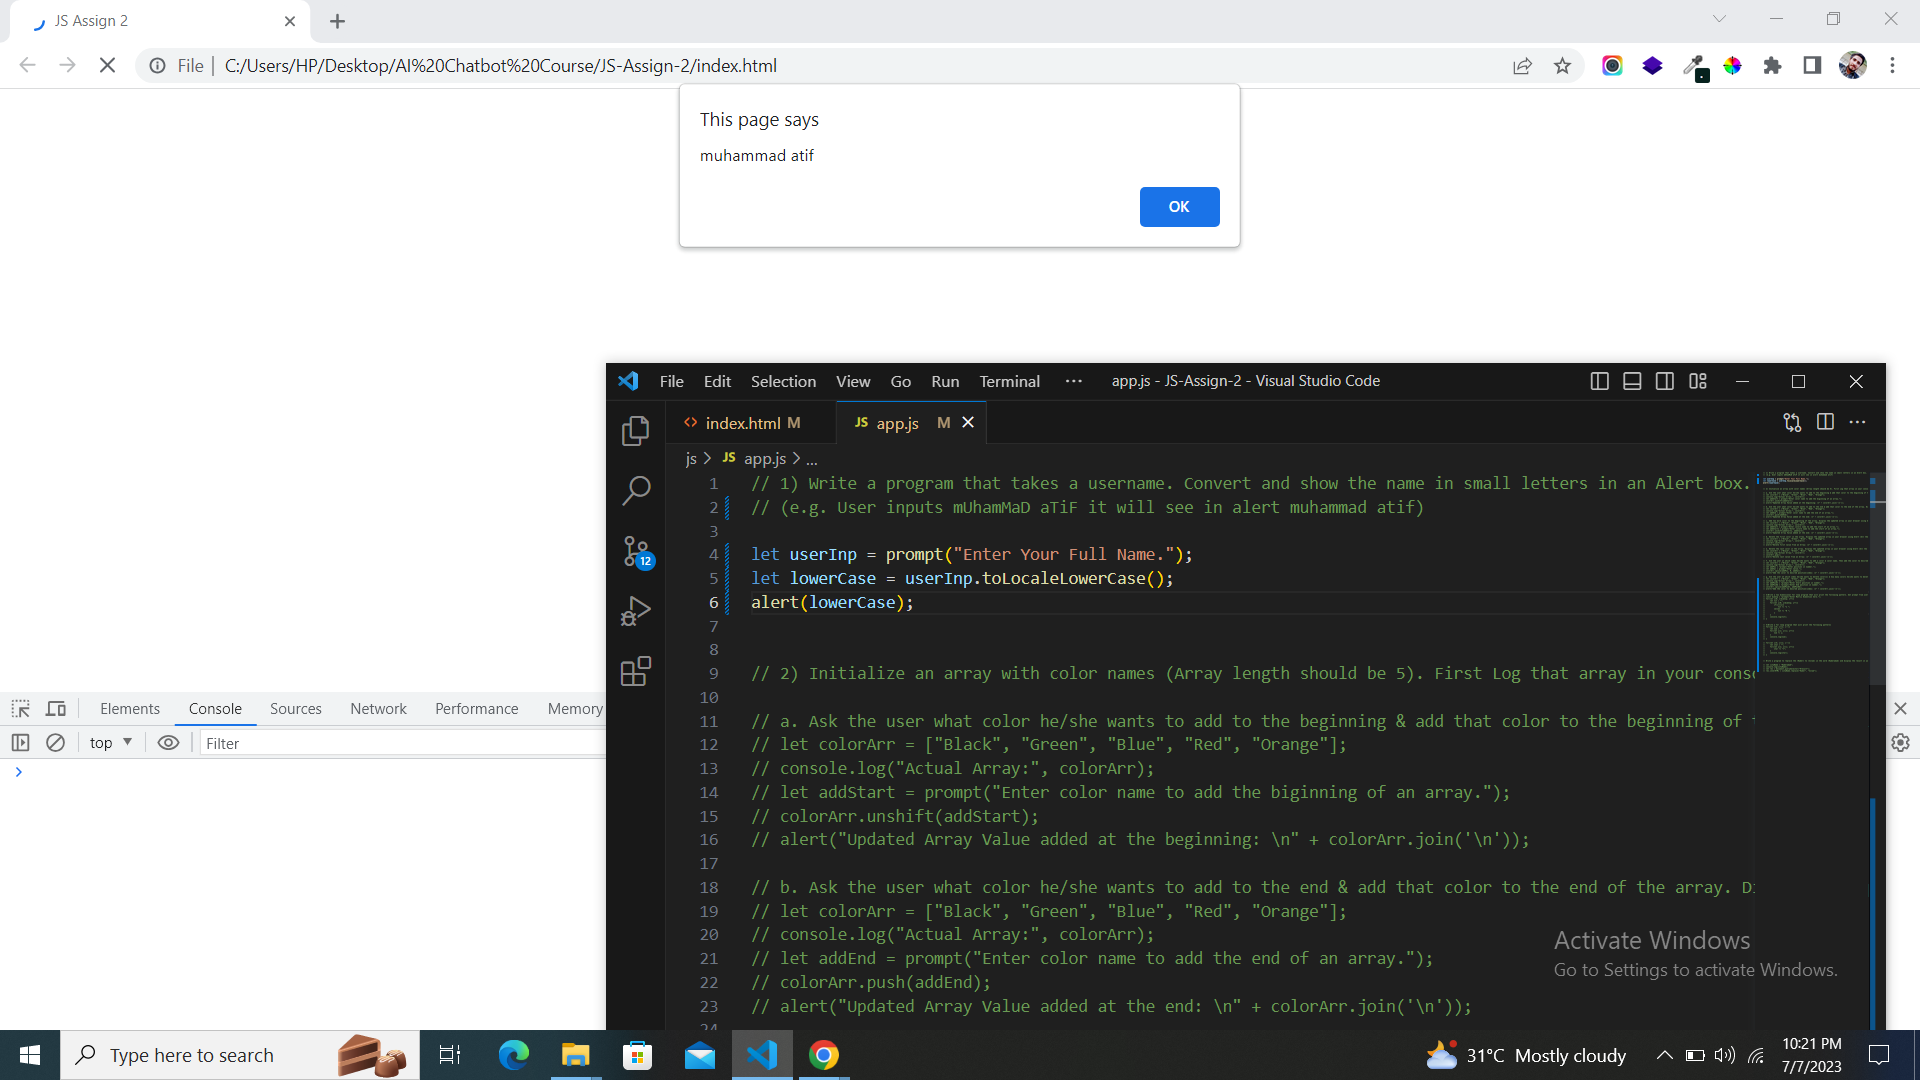 JS Assign 2
File
C:/Users/HP/Desktop/AI%20Chatbot%20Course/JS-Assign-2/index.html
This page says
muhammad atif
OK
File Edit Selection View Go Run Terminal ··· app.js - JS-Assign-2 - Visual Studio Code
<> index.html M JS app.js M
js > JS app.js > ...
12
1 // 1) Write a program that takes a username. Convert and show the name in small letters in an Alert box.
2 // (e.g. User inputs mUhamMaD aTiF it will see in alert muhammad atif)
3
4 let userInp = prompt("Enter Your Full Name.");
5 let lowerCase = userInp.toLocaleLowerCase();
6 alert(lowerCase);
7
8
9 // 2) Initialize an array with color names (Array length should be 5). First Log that array in your
10
11 // a. Ask the user what color he/she wants to add to the beginning & add that color to the beginning of
12 // let colorArr = ["Black", "Green", "Blue", "Red", "Orange"];
13 // console.log("Actual Array:", colorArr);
14 // let addStart = prompt("Enter color name to add the biginning of an array.");
15 // colorArr.unshift(addStart);
16 // alert("Updated Array Value added at the beginning: \n" + colorArr.join('\n'));
17
18 // b. Ask the user what color he/she wants to add to the end & add that color to the end of the array.
19 // let colorArr = ["Black", "Green", "Blue", "Red", "Orange"];
20 // console.log("Actual Array:", colorArr);
21 // let addEnd = prompt("Enter color name to add the end of an array.");
22 // colorArr.push(addEnd);
23 // alert("Updated Array Value added at the end: \n" + colorArr.join('\n'));
24
Elements Console Sources Network Performance Memory
top Filter
Activate Windows
Go to Settings to activate Windows.
Type here to search
31°C Mostly cloudy
10:21 PM
7/7/2023